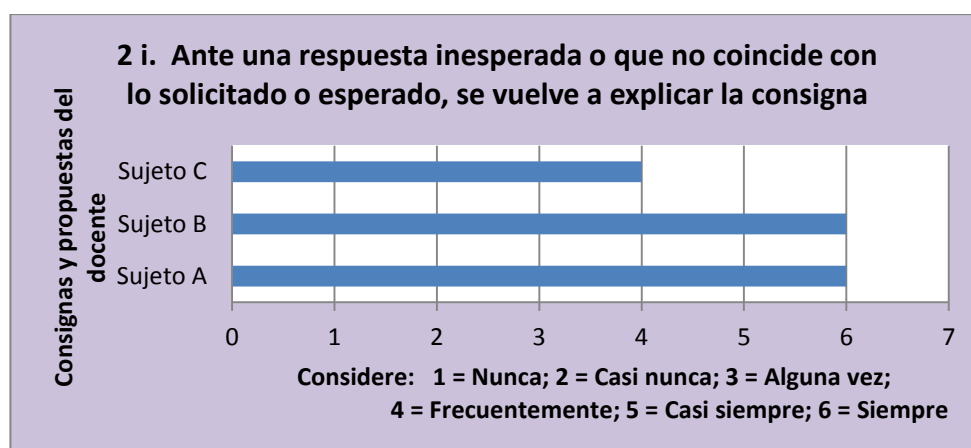 2 i. Ante una respuesta inesperada o que no coincide con
lo solicitado o esperado, se vuelve a explicar la consigna
Consignas y propuestas del
docente
Sujeto C
Sujeto B
Sujeto A
0 1 2 3 4 5 6 7
Considere: 1 = Nunca; 2 = Casi nunca; 3 = Alguna vez;
4 = Frecuentemente; 5 = Casi siempre; 6 = Siempre